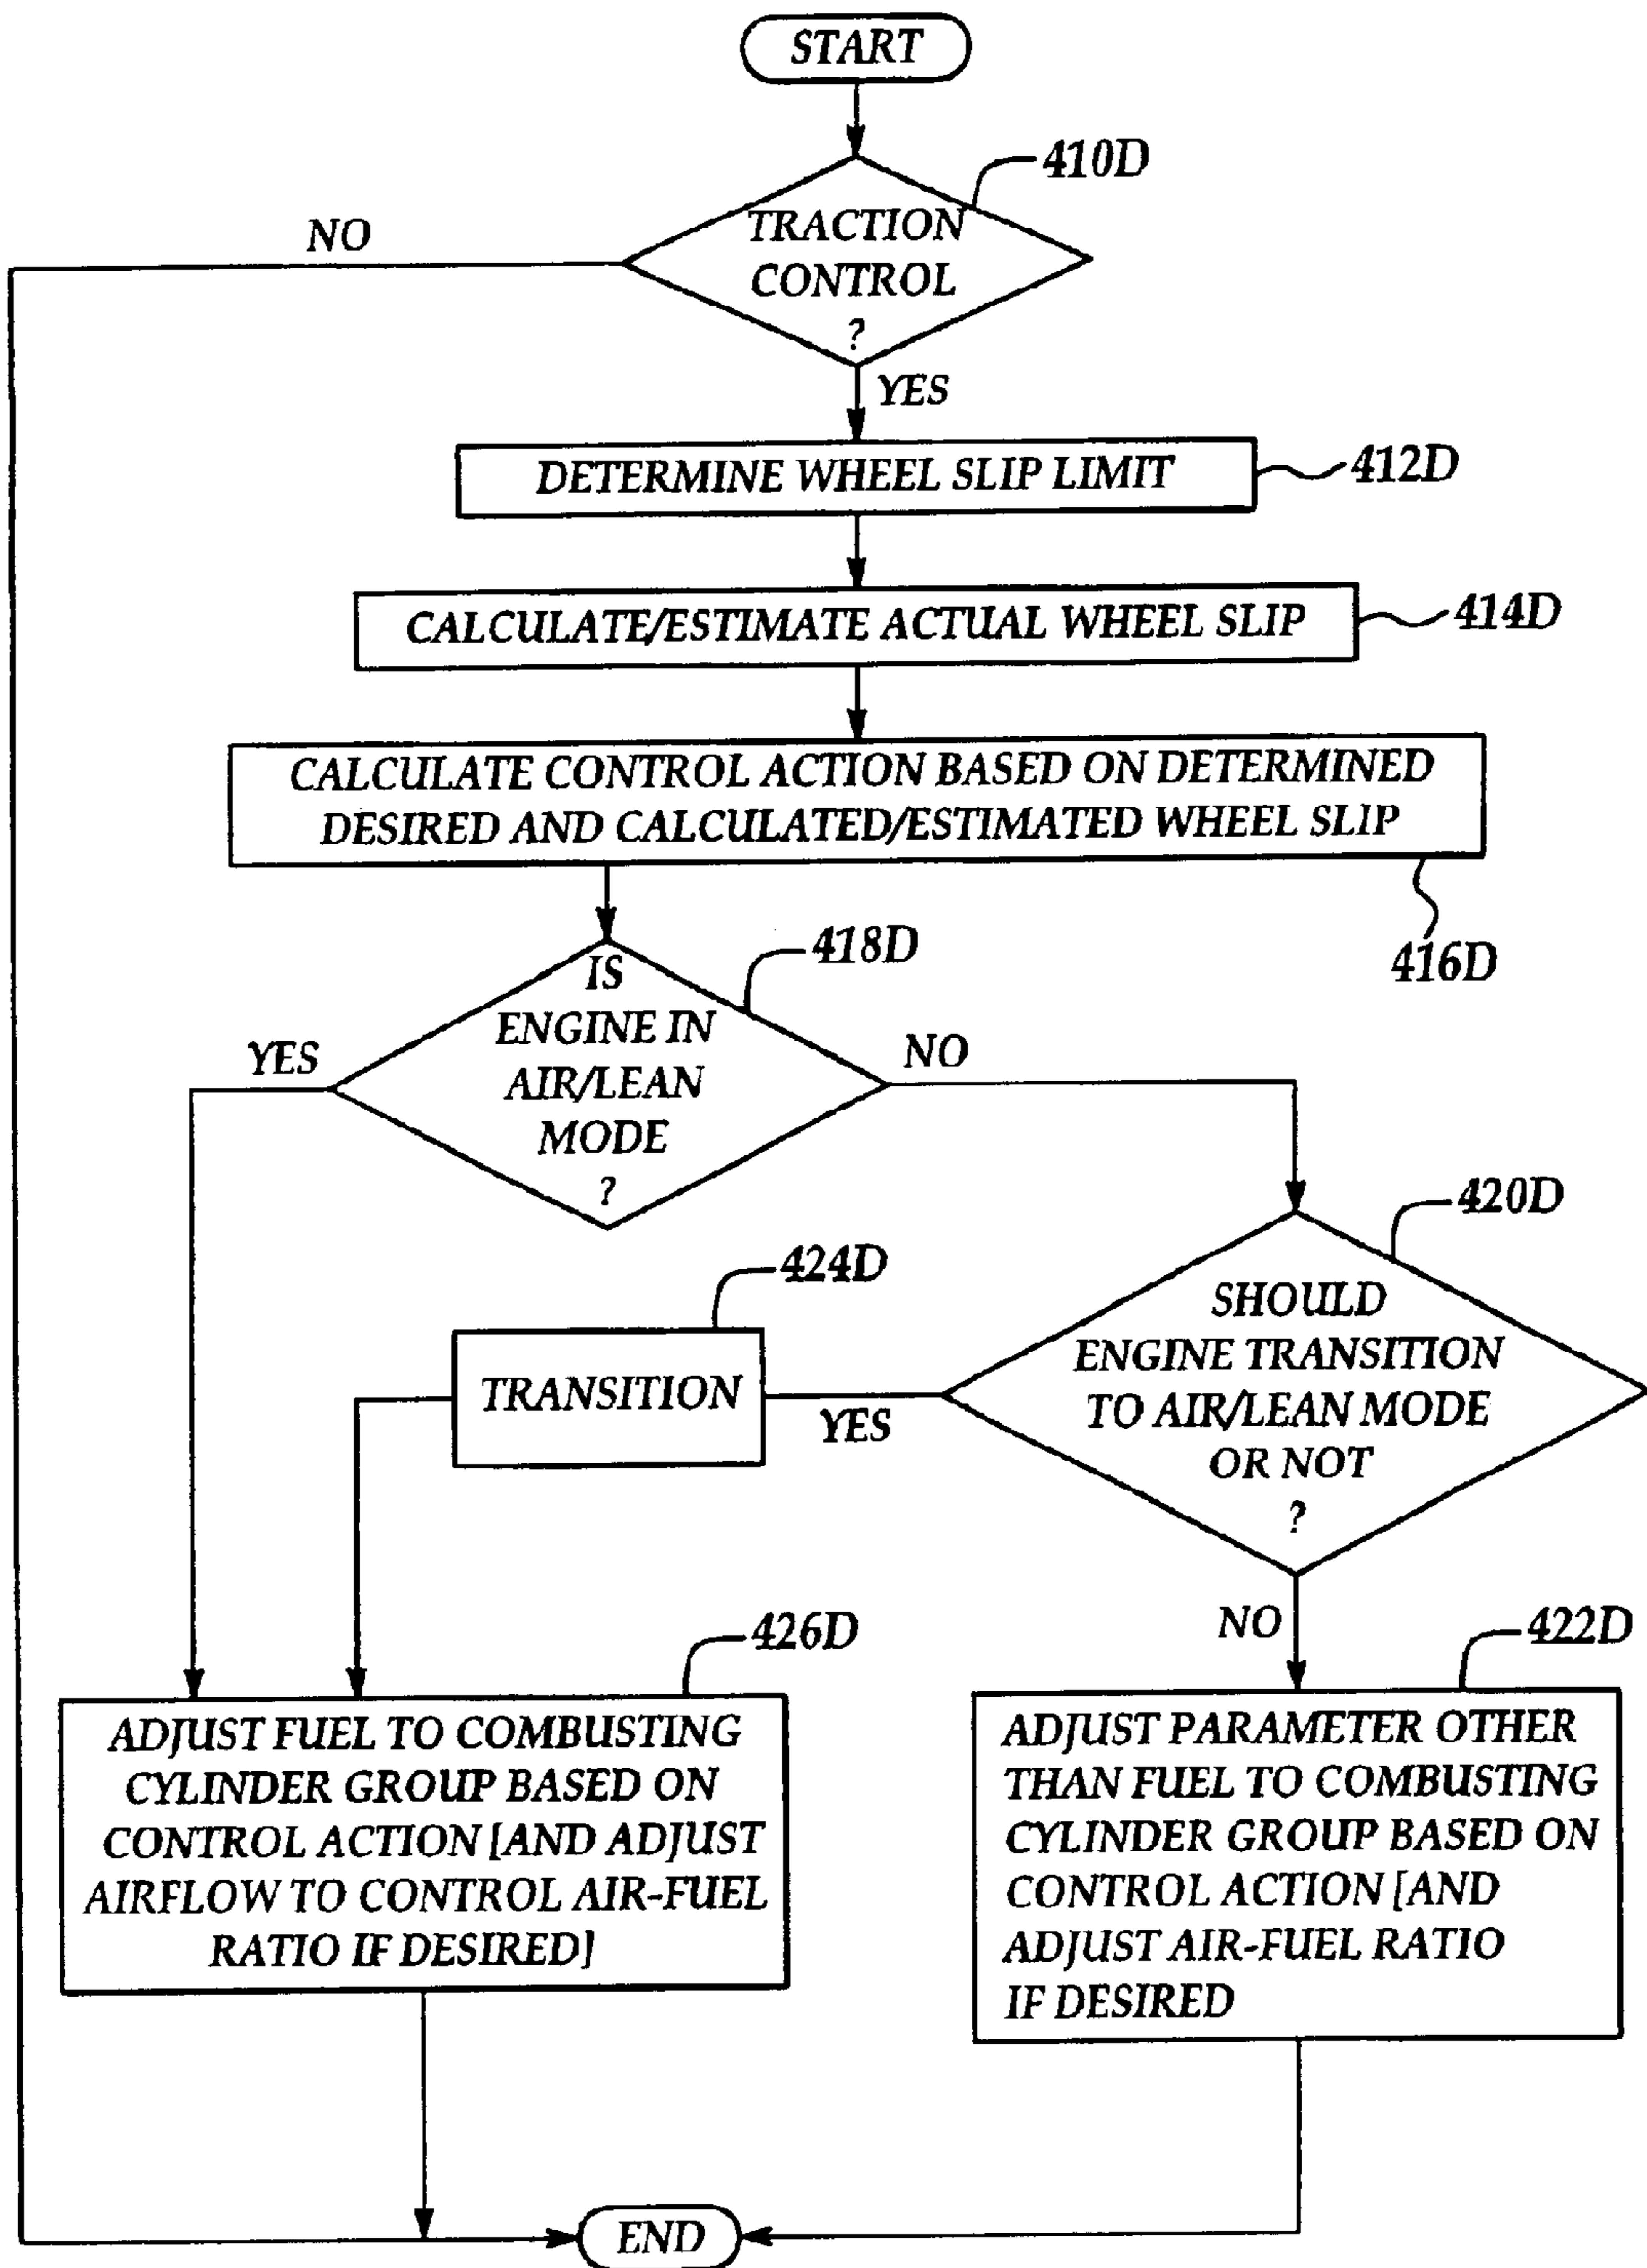 START
410D
TRACTION
CONTROL
?
NO
YES
DETERMINE WHEEL SLIP LIMIT
412D
CALCULATE/ESTIMATE ACTUAL WHEEL SLIP
414D
CALCULATE CONTROL ACTION BASED ON DETERMINED
DESIRED AND CALCULATED/ESTIMATED WHEEL SLIP
416D
418D
IS
ENGINE IN
AIR/LEAN
MODE
?
YES
NO
420D
SHOULD
ENGINE TRANSITION
TO AIR/LEAN MODE
OR NOT
?
424D
TRANSITION
YES
NO
426D
ADJUST FUEL TO COMBUSTING
CYLINDER GROUP BASED ON
CONTROL ACTION [AND ADJUST
AIRFLOW TO CONTROL AIR-FUEL
RATIO IF DESIRED]
422D
ADJUST PARAMETER OTHER
THAN FUEL TO COMBUSTING
CYLINDER GROUP BASED ON
CONTROL ACTION [AND
ADJUST AIR-FUEL RATIO
IF DESIRED
END